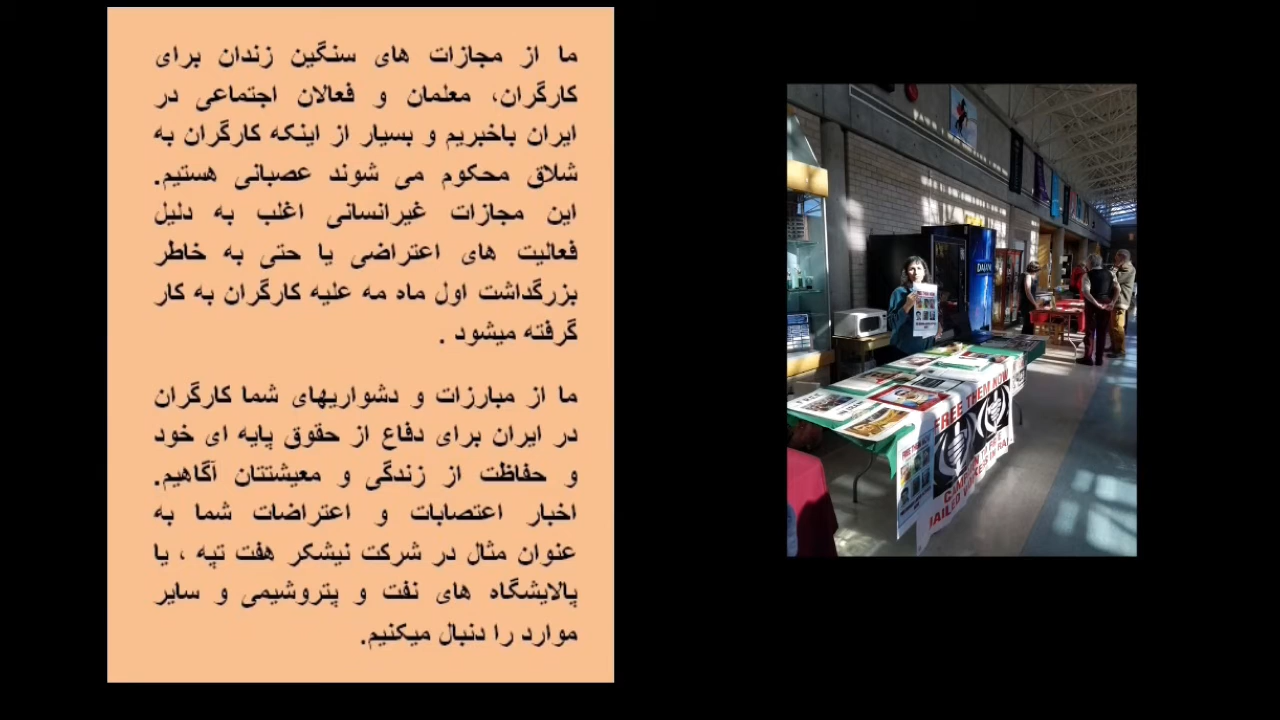 ما از مجازات های سنگین زندان برای
کارگران، معلمان و فعالان اجتماعی در
ایران باخبریم و بسیار از اینکه کارگران به
شلاق محکوم می شوند عصبانی هستیم.
این مجازات غیرانسانی اغلب به دلیل
فعالیت های اعتراضی یا حتی به خاطر
بزرگداشت اول ماه مه علیه کارگران به کار
گرفته میشود .
ما از مبارزات و دشواریهای شما کارگران
در ایران برای دفاع از حقوق پایه ای خود
و حفاظت از زندگی و معیشتتان آگاهیم.
اخبار اعتصابات و اعتراضات شما به
عنوان مثال در شرکت نیشکر هفت تپه ، یا
پالایشگاه های نفت و پتروشیمی و سایر
موارد را دنبال میکنیم.
FREE THEM NOW
FREE THEM NOW
JAILED